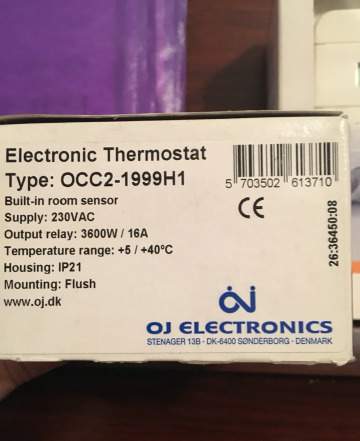 Electronic Thermostat
Type: OCC2-1999H1
Built-in room sensor
Supply: 230VAC
Output relay: 3600W / 16A
Temperature range: +5 / +40°C
Housing: IP21
Mounting: Flush
www.oj.dk
5 703502 613710
CE
26:36450:08
OJ
OJ ELECTRONICS
STENAGER 13B · DK-6400 SØNDERBORG · DENMARK